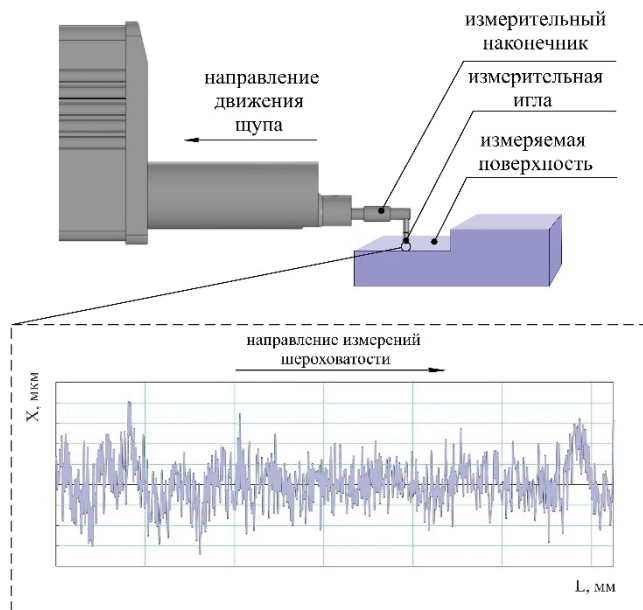 измерительный
наконечник
направление
движения
щупа
измерительная
игла
измеряемая
поверхность
направление измерений
шероховатости
X, мкм
L, мм